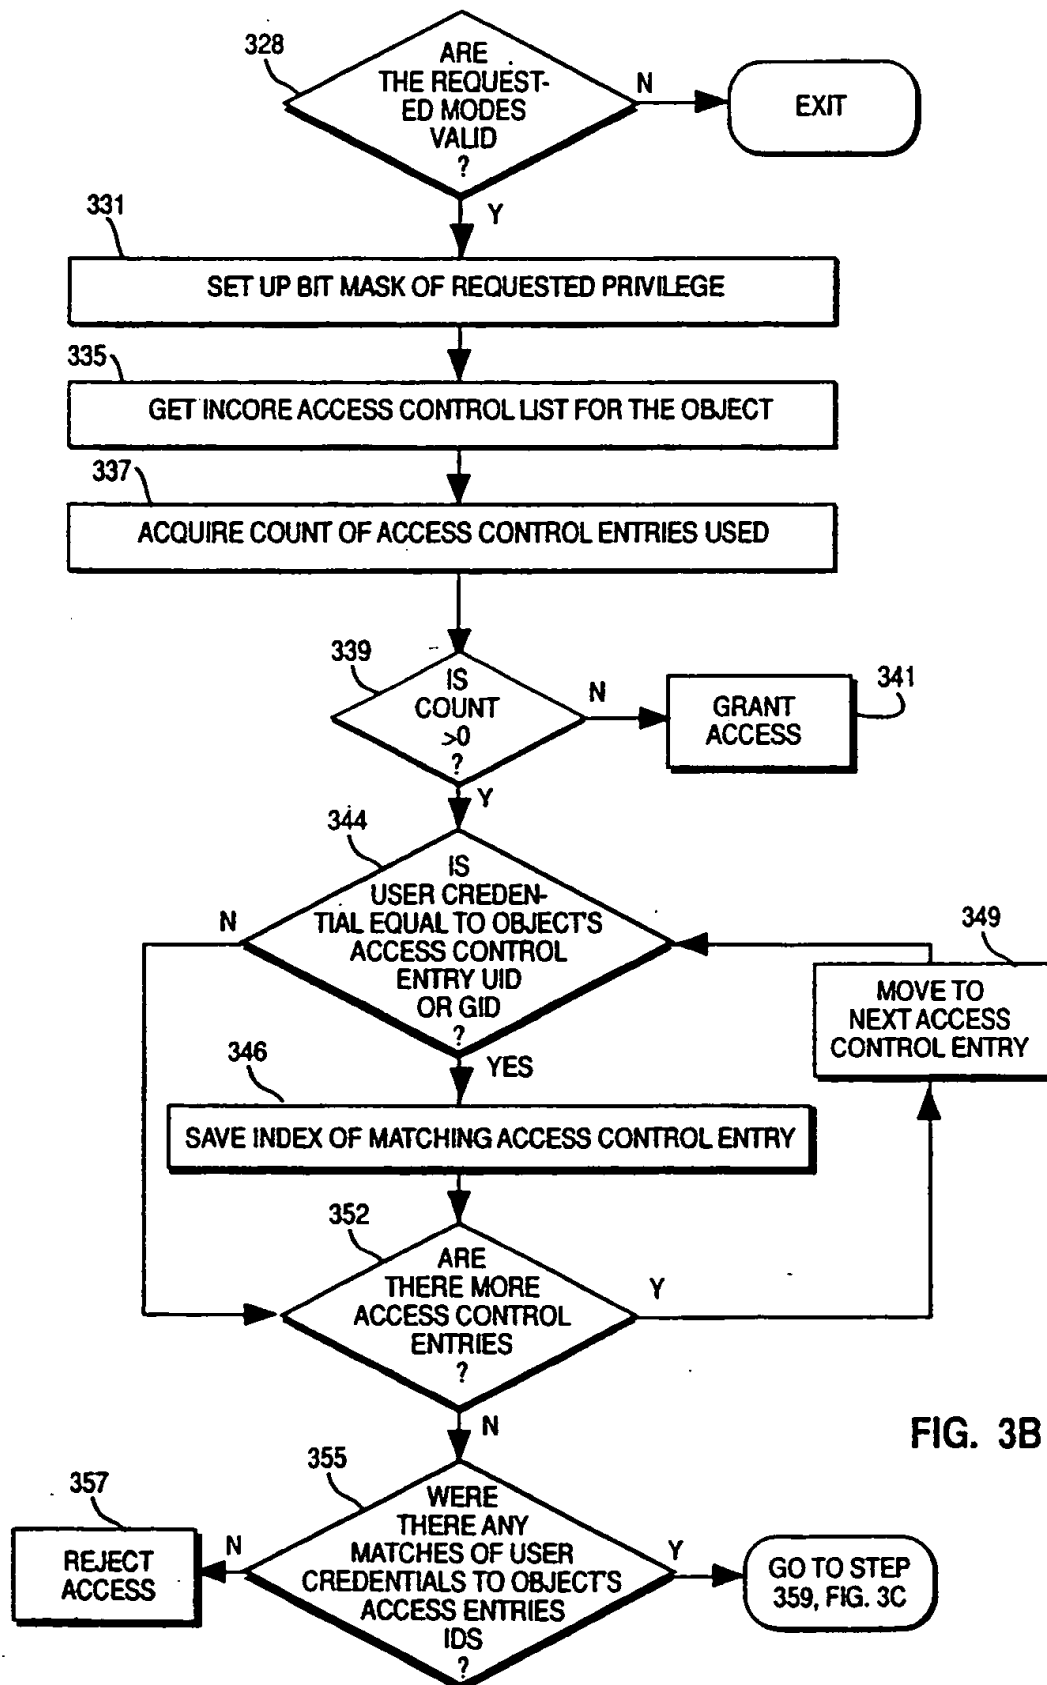 328
ARE
THE REQUEST-
ED MODES
VALID
?
N
EXIT
Y
331
SET UP BIT MASK OF REQUESTED PRIVILEGE
335
GET INCORE ACCESS CONTROL LIST FOR THE OBJECT
337
ACQUIRE COUNT OF ACCESS CONTROL ENTRIES USED
339
IS
COUNT
>0
?
N
GRANT
ACCESS
341
Y
344
IS
USER CREDEN-
TIAL EQUAL TO OBJECT'S
ACCESS CONTROL
ENTRY UID
OR GID
?
N
349
MOVE TO
NEXT ACCESS
CONTROL ENTRY
YES
346
SAVE INDEX OF MATCHING ACCESS CONTROL ENTRY
352
ARE
THERE MORE
ACCESS CONTROL
ENTRIES
?
Y
N
FIG. 3B
355
WERE
THERE ANY
MATCHES OF USER
CREDENTIALS TO OBJECT'S
ACCESS ENTRIES
IDS
?
N
357
REJECT
ACCESS
Y
GO TO STEP
359, FIG. 3C